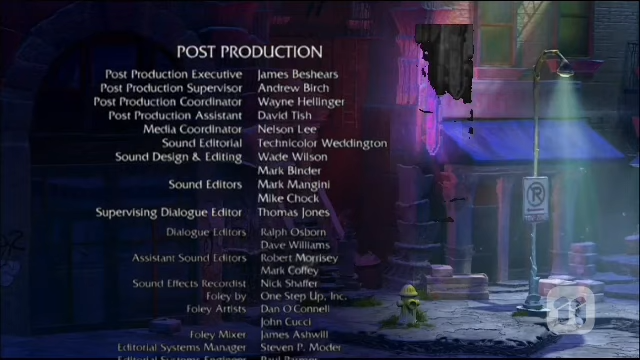 POST PRODUCTION
Post Production Executive James Beshears
Post Production Supervisor Andrew Birch
Post Production Coordinator Wayne Hellinger
Post Production Assistant David Tish
Media Coordinator Nelson Lee
Sound Editorial Technicolor Weddington
Sound Design & Editing Wade Wilson
Mark Binder
Sound Editors Mark Mangini
Mike Chock
Supervising Dialogue Editor Thomas Jones
Dialogue Editors Ralph Osborn
Dave Williams
Assistant Sound Editors Robert Morrisey
Mark Coffey
Sound Effects Recordist Nick Shaffer
Foley by One Step Up, Inc.
Foley Artists Dan O'Connell
John Cucci
Foley Mixer James Ashwill
Editorial Systems Manager Steven P. Moder
Editorial Systems Engineer